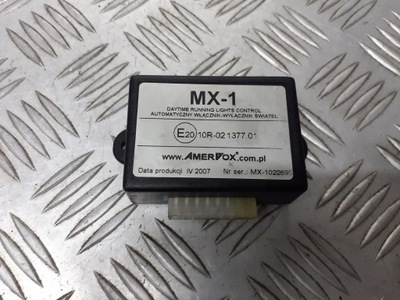 MX-1
DAYTIME RUNNING LIGHTS CONTROL
AUTOMATYCZNY WŁĄCZNIK-WYŁĄCZNIK ŚWIATEŁ
E20 10R-02 1377 01
www.AMERVOX.com.pl
Data produkcji IV 2007 Nr ser.: